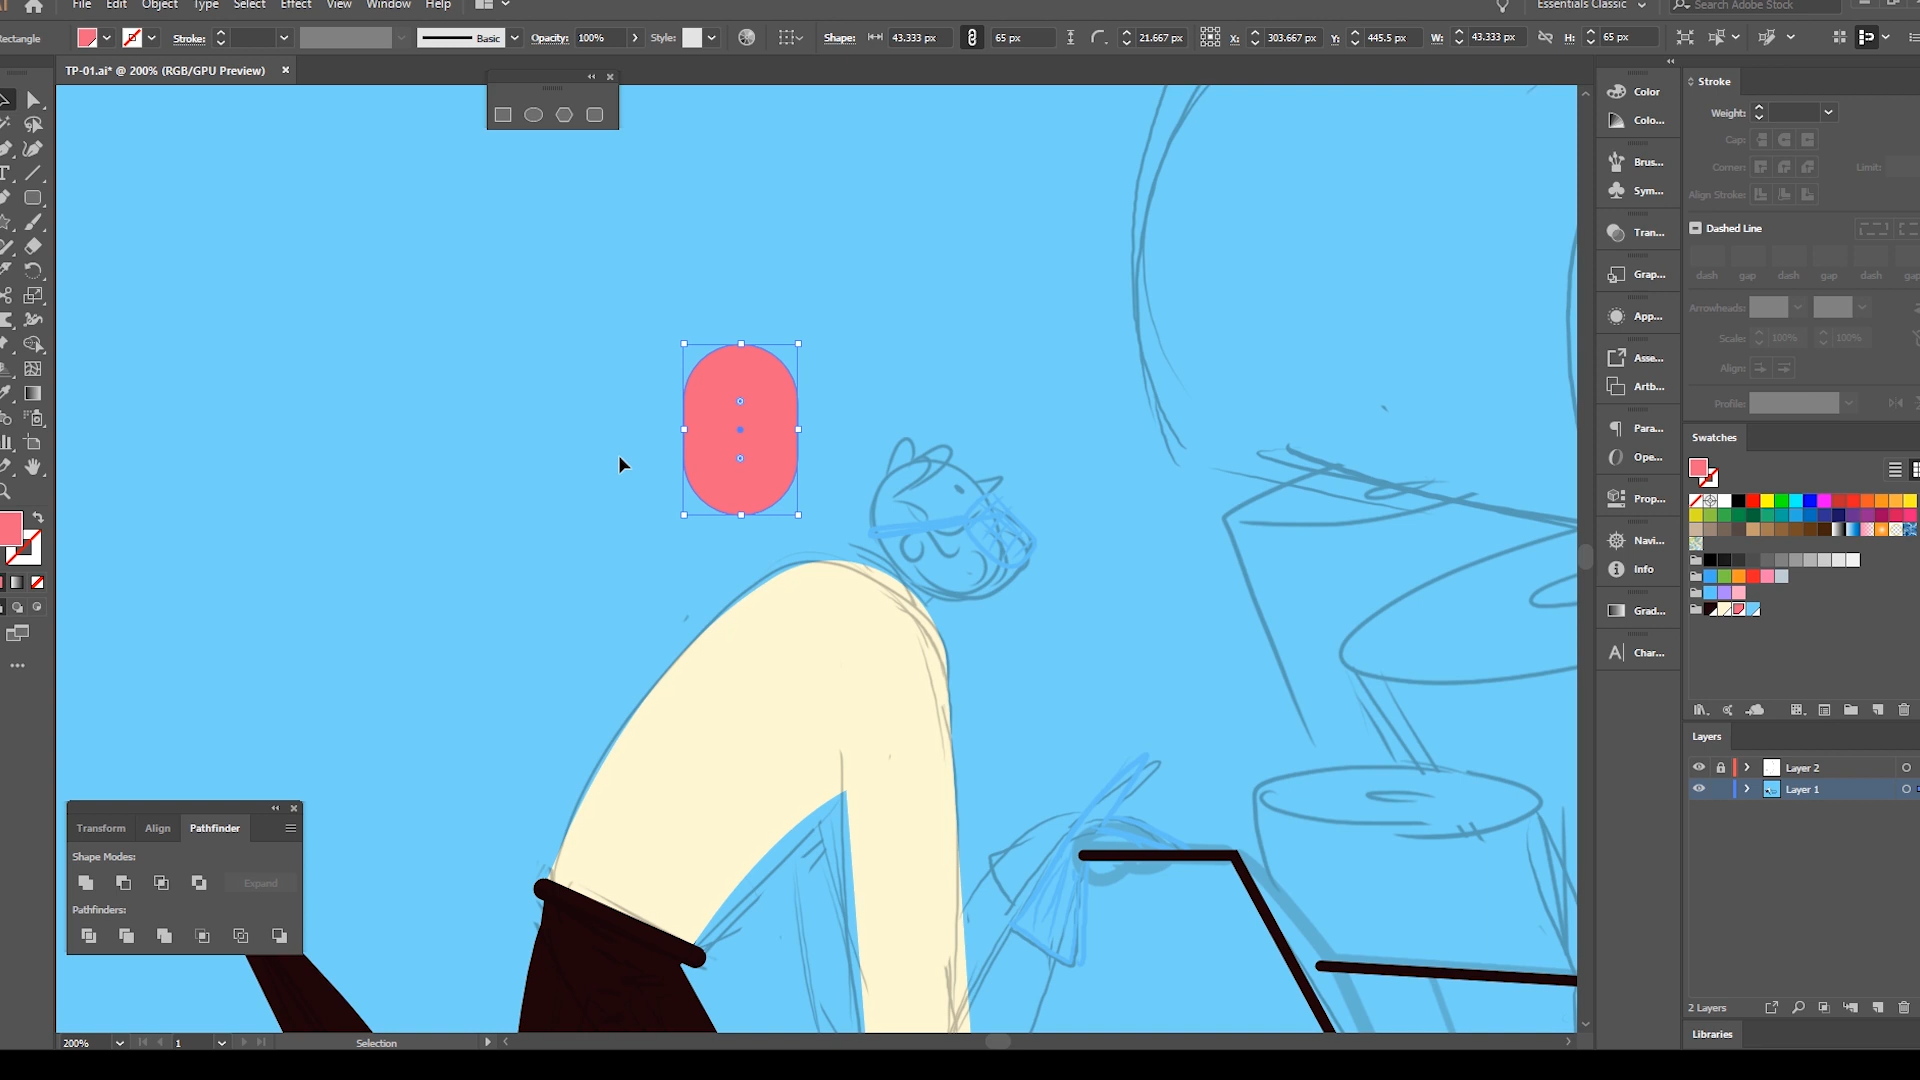 File Edit Object Type Select Effect View Window Help Essentials Classic Search Adobe Stock
Rectangle Stroke: Basic Opacity: 100% Style: Shape: 43.333 px 65 px 21.667 px X: 303.667 px Y: 445.5 px W: 43.333 px H: 65 px
TP-01.ai* @ 200% (RGB/GPU Preview)
Color
Colo...
Brus...
Sym...
Tran...
Grap...
App...
Asse...
Artb...
Para...
Ope...
Prop...
Navi...
Info
Grad...
Char...
Stroke
Weight:
Cap:
Corner: Limit:
Align Stroke:
Dashed Line
dash gap dash gap dash gap
Arrowheads:
Scale: 100% 100%
Align:
Profile:
Swatches
Layers
Layer 2
Layer 1
2 Layers
Libraries
Transform Align Pathfinder
Shape Modes:
Expand
Pathfinders:
200% 1 Selection